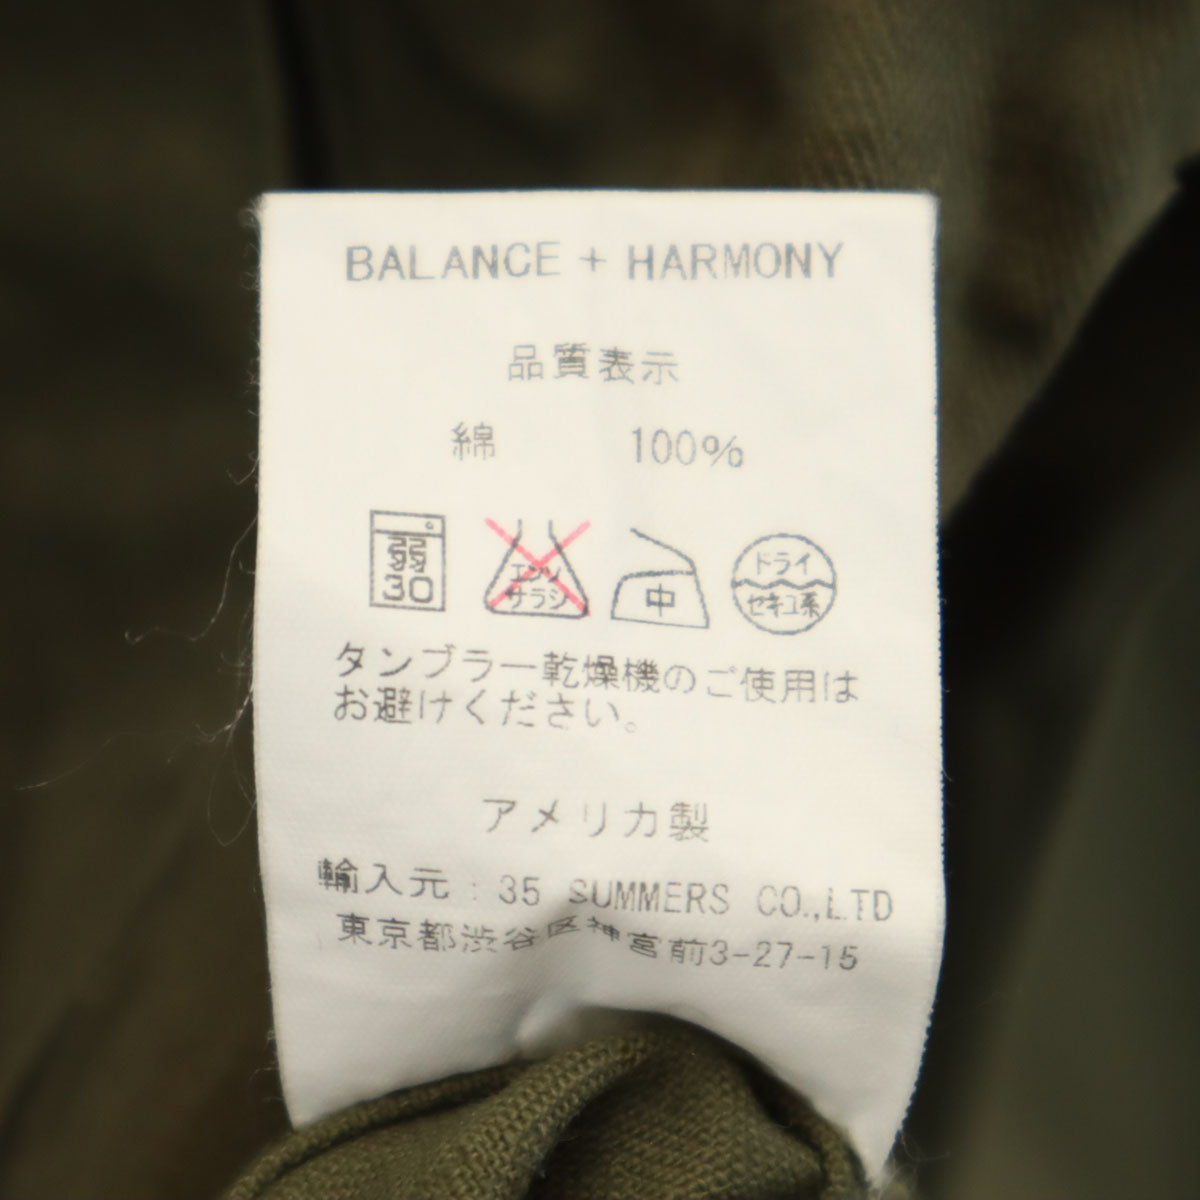 BALANCE + HARMONY
品質表示
綿 100%
弱 30
エンソ サラシ
中
ドライ セキユ系
タンブラー乾燥機のご使用は
お避けください。
アメリカ製
輸入元 : 35 SUMMERS CO.,LTD
東京都渋谷区神宮前3-27-15